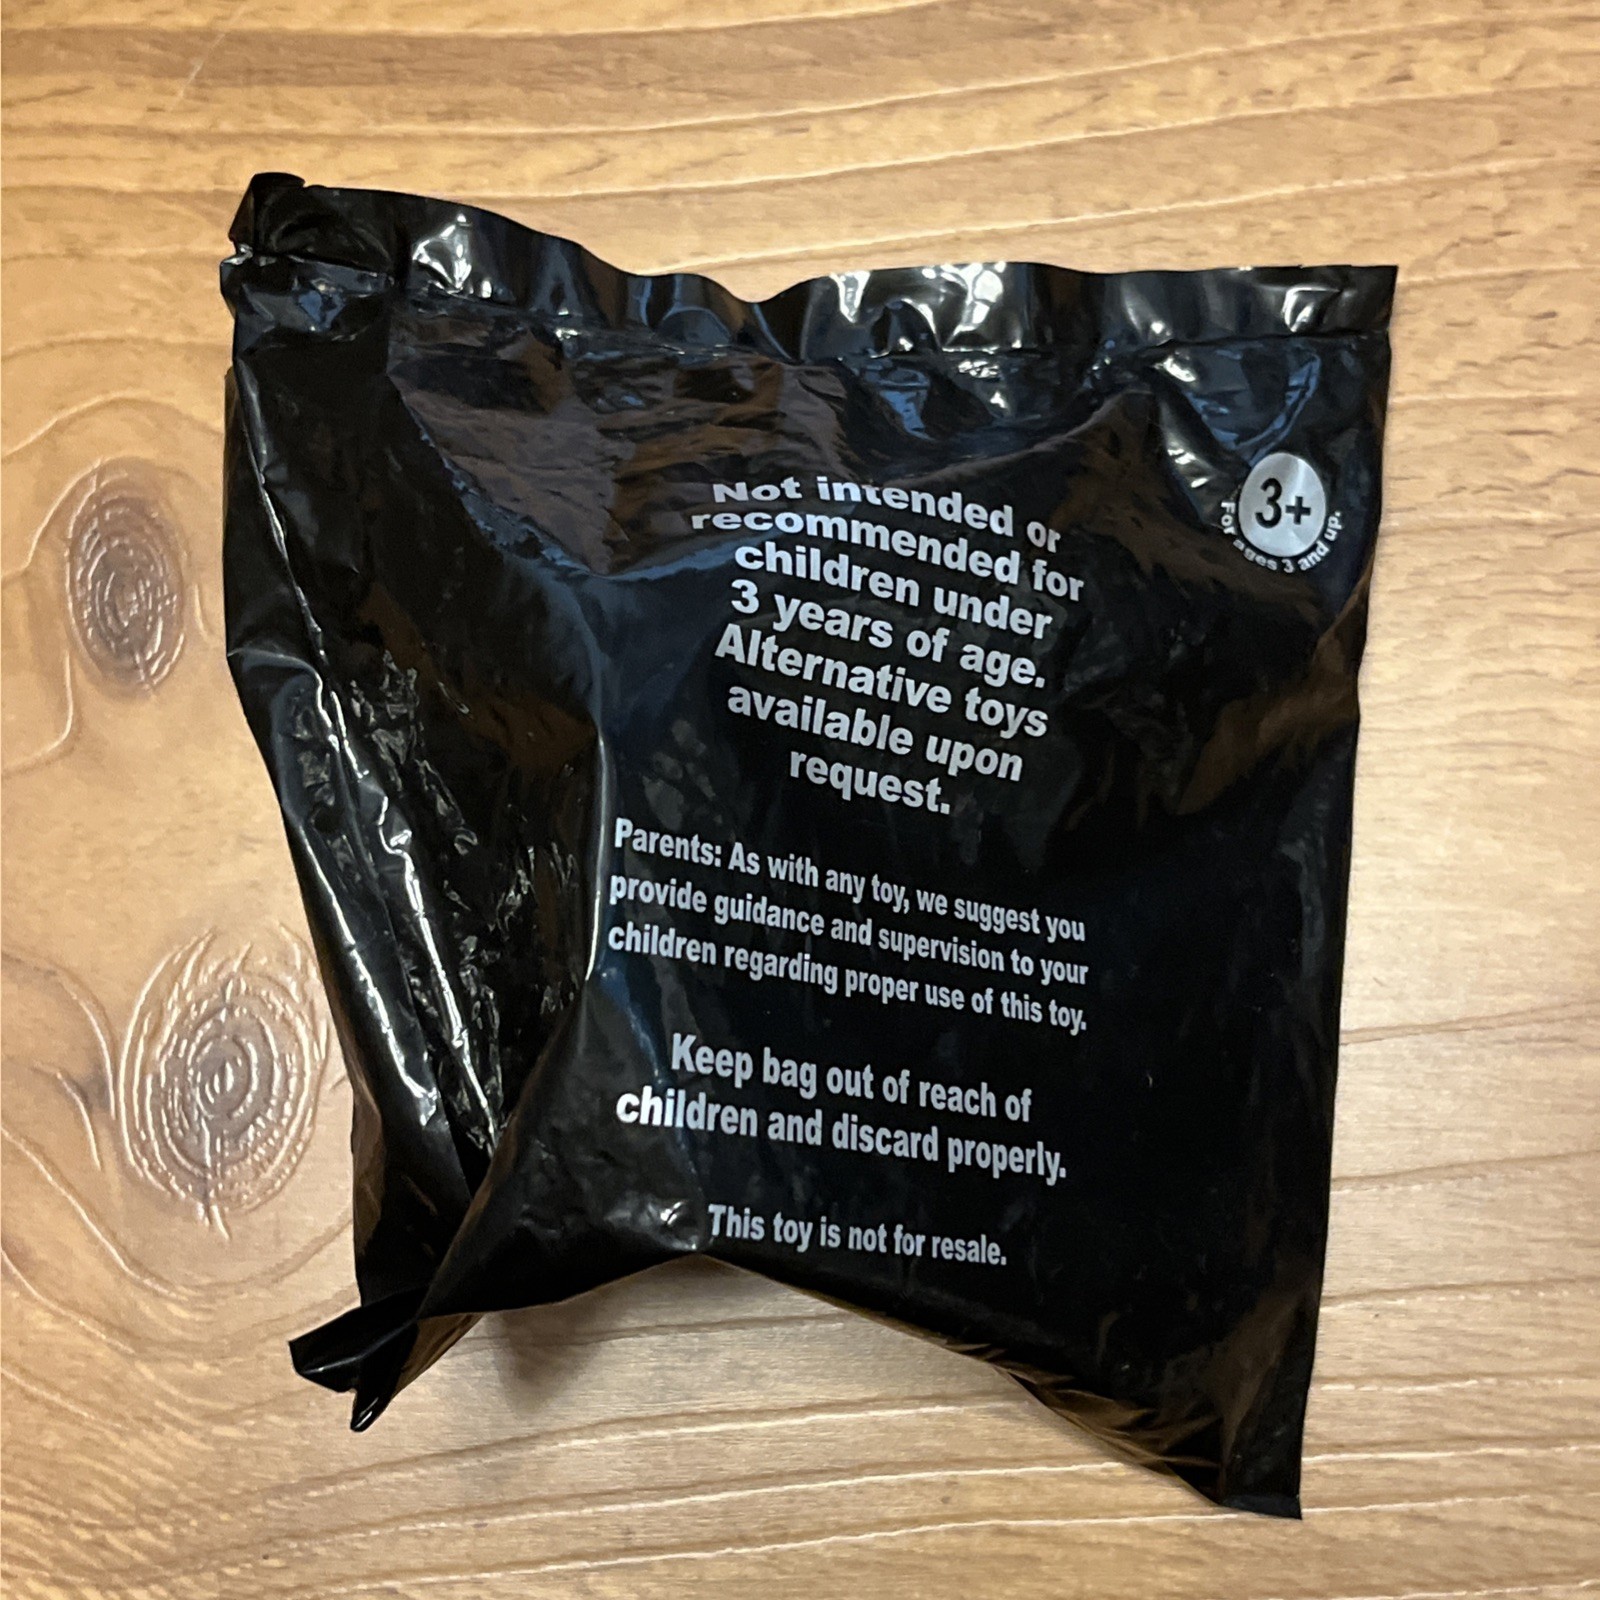 Not intended or
recommended for
children under
3 years of age.
Alternative toys
available upon
request.
3+
For ages 3 and up.
Parents: As with any toy, we suggest you
provide guidance and supervision to your
children regarding proper use of this toy.
Keep bag out of reach of
children and discard properly.
This toy is not for resale.